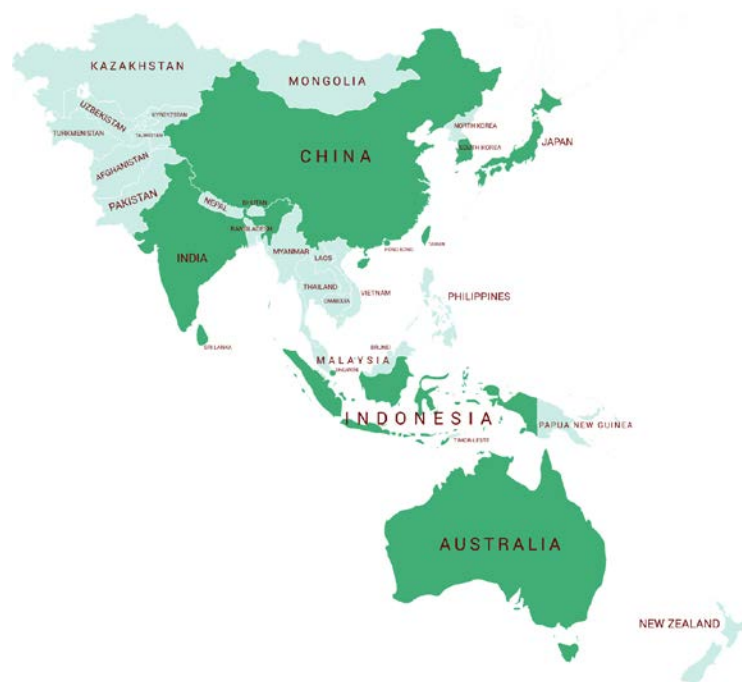 KAZAKHSTAN
MONGOLIA
UZBEKISTAN
KYRGYZSTAN
TURKMENISTAN
TAJIKISTAN
NORTH KOREA
SOUTH KOREA
JAPAN
CHINA
AFGHANISTAN
PAKISTAN
NEPAL
BHUTAN
BANGLADESH
INDIA
MYANMAR
LAOS
HONG KONG
TAIWAN
THAILAND
VIETNAM
CAMBODIA
PHILIPPINES
SRI LANKA
BRUNEI
MALAYSIA
SINGAPORE
INDONESIA
PAPUA NEW GUINEA
TIMOR-LESTE
AUSTRALIA
NEW ZEALAND